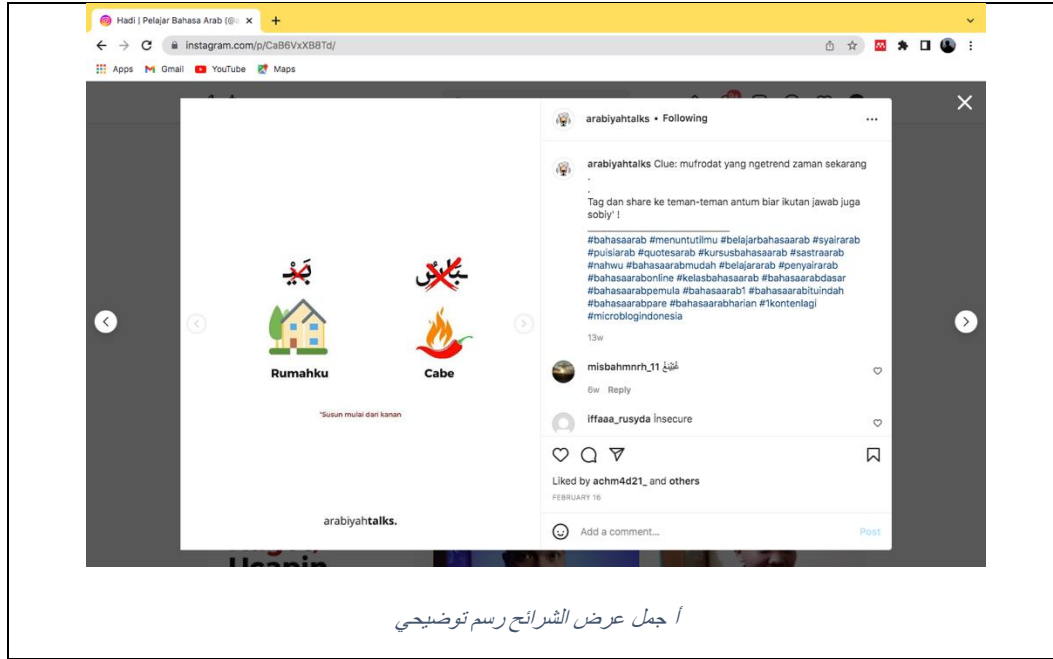 Hadi | Pelajar Bahasa Arab (@a
instagram.com/p/CaB6VxXB8Td/
Apps Gmail YouTube Maps
arabiyahtalks • Following
arabiyahtalks Clue: mufrodat yang ngetrend zaman sekarang
.
.
Tag dan share ke teman-teman antum biar ikutan jawab juga
sobiy' !
#bahasaarab #menuntutilmu #belajarbahasaarab #syairarab
#puisiarab #quotesarab #kursusbahasaarab #sastraarab
#nahwu #bahasaarabmudah #belajararab #penyairarab
#bahasaarabonline #kelasbahasaarab #bahasaarabdasar
#bahasaarabpemula #bahasaarab1 #bahasaarabituindah
#bahasaarabpare #bahasaarabharian #1kontenlagi
#microblogindonesia
13w
misbahmnrh_11
6w Reply
iffaaa_rusyda Insecure
Liked by achm4d21_ and others
FEBRUARY 16
Add a comment...
Post
Rumahku
Cabe
*Susun mulai dari kanan
arabiyahtalks.
أ جمل عرض الشرائح رسم توضيحي